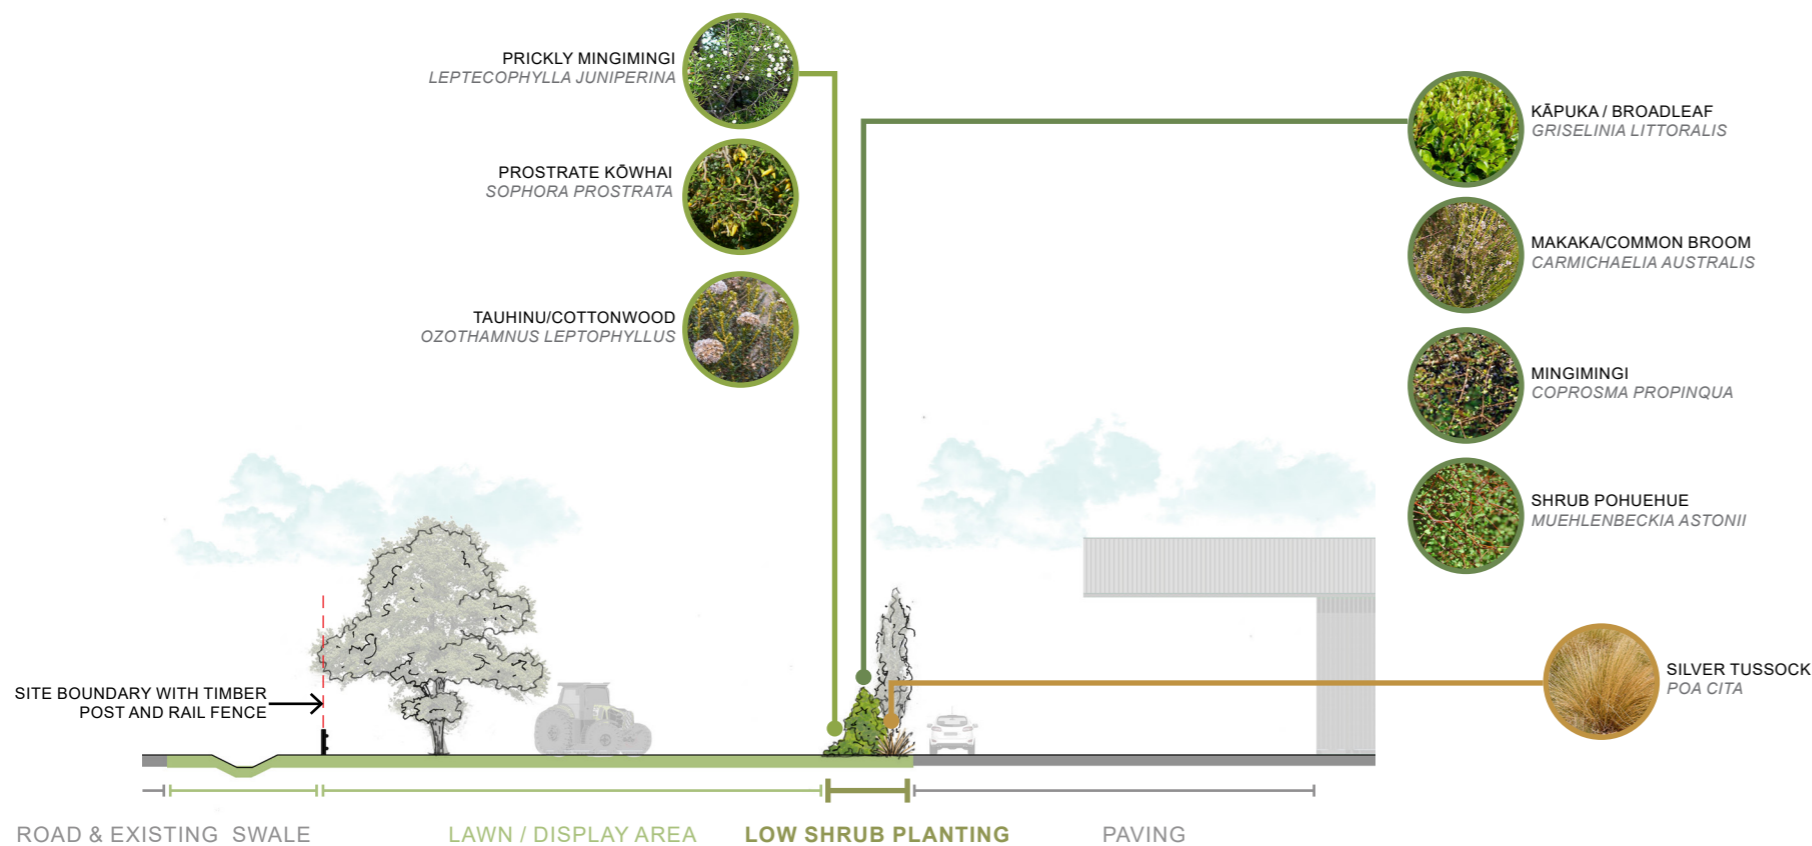 PRICKLY MINGIMINGI
LEPTECOPHYLLA JUNIPERINA
PROSTRATE KŌWHAI
SOPHORA PROSTRATA
TAUHINU/COTTONWOOD
OZOTHAMNUS LEPTOPHYLLUS
KĀPUKA / BROADLEAF
GRISELINIA LITTORALIS
MAKAKA/COMMON BROOM
CARMICHAELIA AUSTRALIS
MINGIMINGI
COPROSMA PROPINQUA
SHRUB POHUEHUE
MUEHLENBECKIA ASTONII
SILVER TUSSOCK
POA CITA
SITE BOUNDARY WITH TIMBER
POST AND RAIL FENCE
ROAD & EXISTING SWALE
LAWN / DISPLAY AREA
LOW SHRUB PLANTING
PAVING